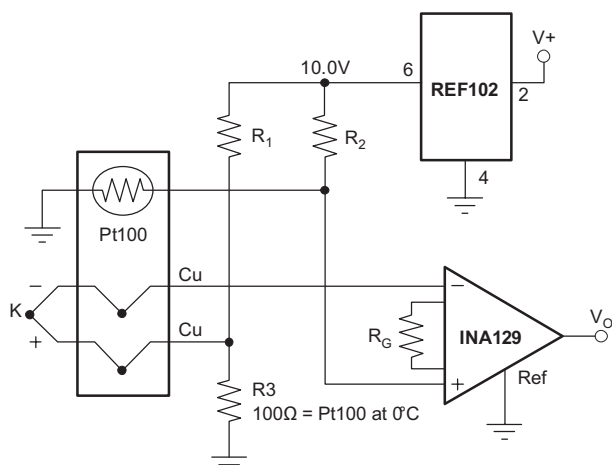 V+
10.0V
6
REF102
2
R1
R2
4
Pt100
Cu
−
K
Cu
+
−
RG
INA129
VO
+
Ref
R3
100Ω = Pt100 at 0°C